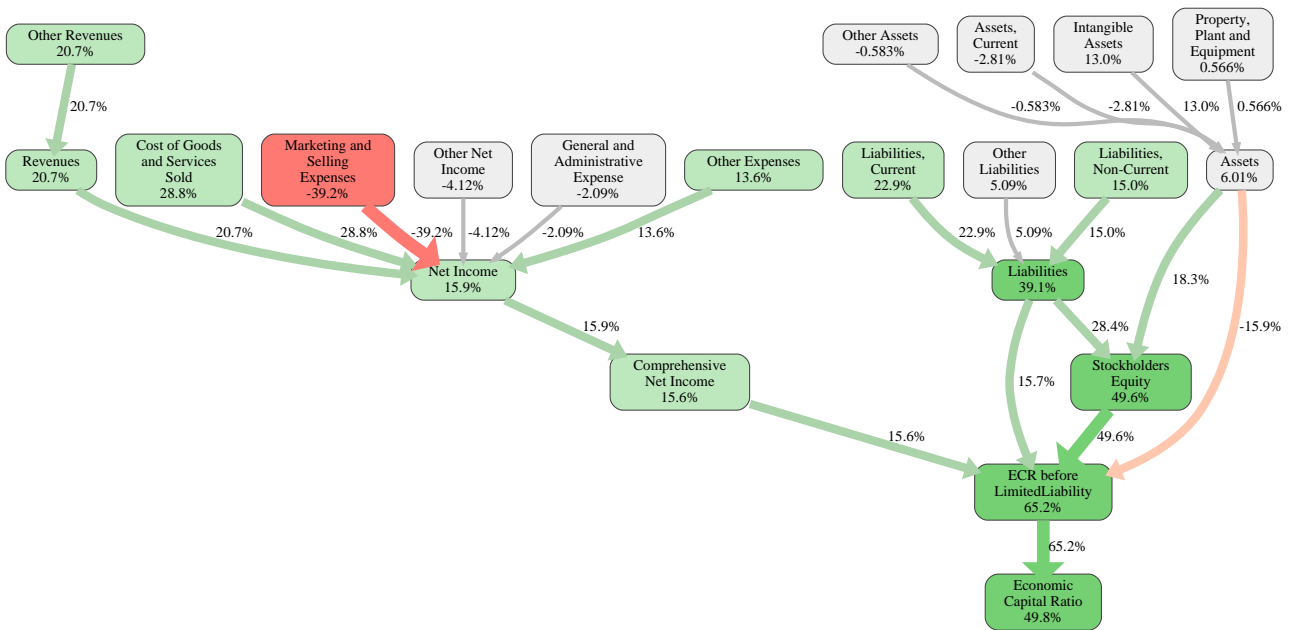 Other Revenues
20.7%
Other Assets
-0.583%
Assets,
Current
-2.81%
Intangible
Assets
13.0%
Property,
Plant and
Equipment
0.566%
20.7%
-0.583%
-2.81%
13.0%
0.566%
Revenues
20.7%
Cost of Goods
and Services
Sold
28.8%
Marketing and
Selling
Expenses
-39.2%
Other Net
Income
-4.12%
General and
Administrative
Expense
-2.09%
Other Expenses
13.6%
Liabilities,
Current
22.9%
Other
Liabilities
5.09%
Liabilities,
Non-Current
15.0%
Assets
6.01%
20.7%
28.8%
-39.2%
-4.12%
-2.09%
13.6%
22.9%
5.09%
15.0%
18.3%
-15.9%
Net Income
15.9%
Liabilities
39.1%
15.9%
28.4%
15.7%
Comprehensive
Net Income
15.6%
Stockholders
Equity
49.6%
15.6%
49.6%
ECR before
LimitedLiability
65.2%
65.2%
Economic
Capital Ratio
49.8%